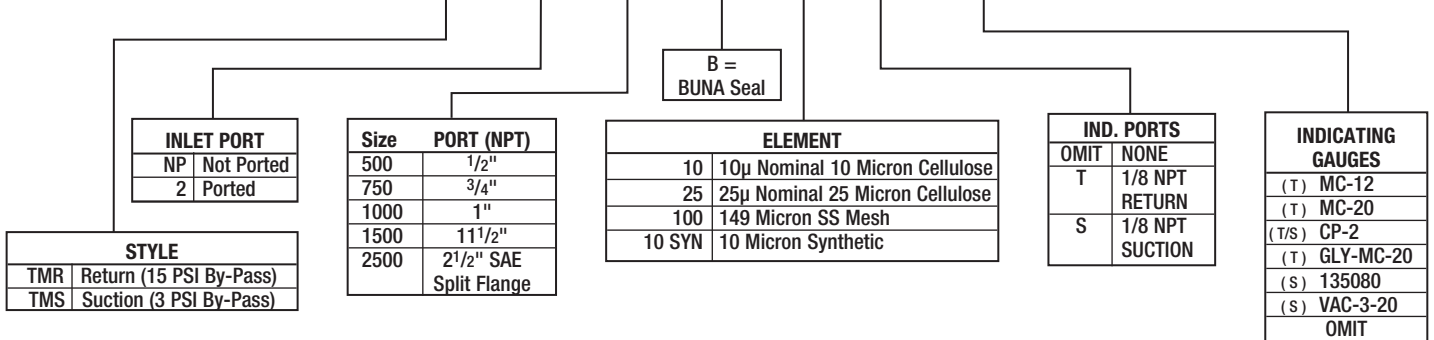 B =
BUNA Seal
INLET PORT
NP Not Ported
2 Ported
STYLE
TMR Return (15 PSI By-Pass)
TMS Suction (3 PSI By-Pass)
Size PORT (NPT)
500 1/2"
750 3/4"
1000 1"
1500 11/2"
2500 21/2" SAE
Split Flange
ELEMENT
10 10µ Nominal 10 Micron Cellulose
25 25µ Nominal 25 Micron Cellulose
100 149 Micron SS Mesh
10 SYN 10 Micron Synthetic
IND. PORTS
OMIT NONE
T 1/8 NPT
RETURN
S 1/8 NPT
SUCTION
INDICATING
GAUGES
(T) MC-12
(T) MC-20
(T/S) CP-2
(T) GLY-MC-20
(S) 135080
(S) VAC-3-20
OMIT